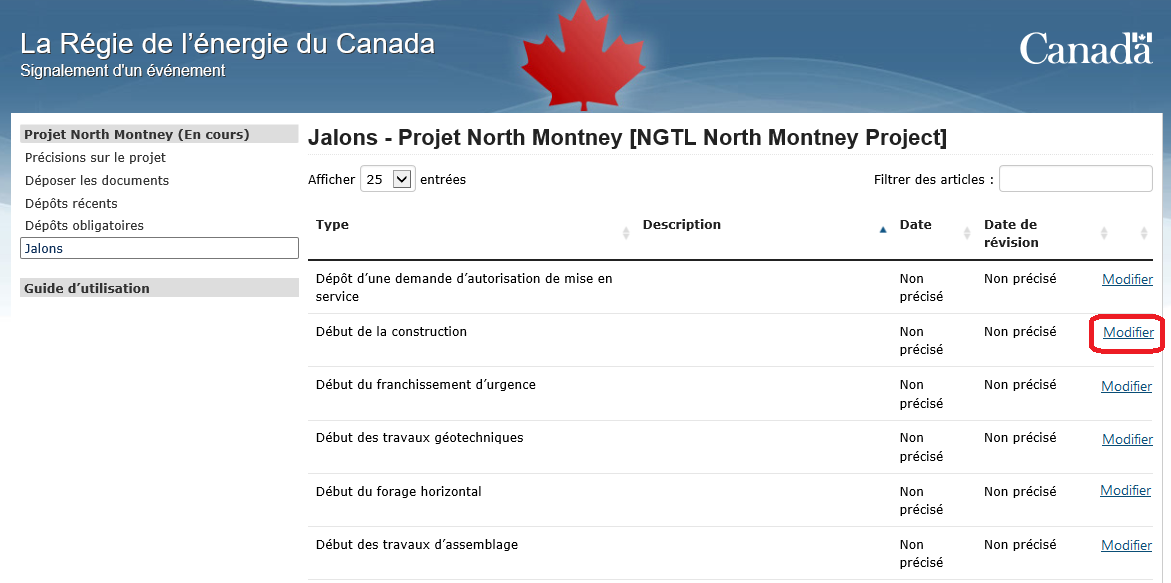 La Régie de l’énergie du Canada
Signalement d'un événement
Canada
Projet North Montney (En cours)
Précisions sur le projet
Déposer les documents
Dépôts récents
Dépôts obligatoires
Jalons
Guide d’utilisation
Jalons - Projet North Montney [NGTL North Montney Project]
Afficher 25 entrées
Filtrer des articles :
Type Description Date Date de
révision
Dépôt d’une demande d’autorisation de mise en Non Non précisé Modifier
service précisé
Début de la construction Non Non précisé Modifier
précisé
Début du franchissement d’urgence Non Non précisé Modifier
précisé
Début des travaux géotechniques Non Non précisé Modifier
précisé
Début du forage horizontal Non Non précisé Modifier
précisé
Début des travaux d’assemblage Non Non précisé Modifier
précisé